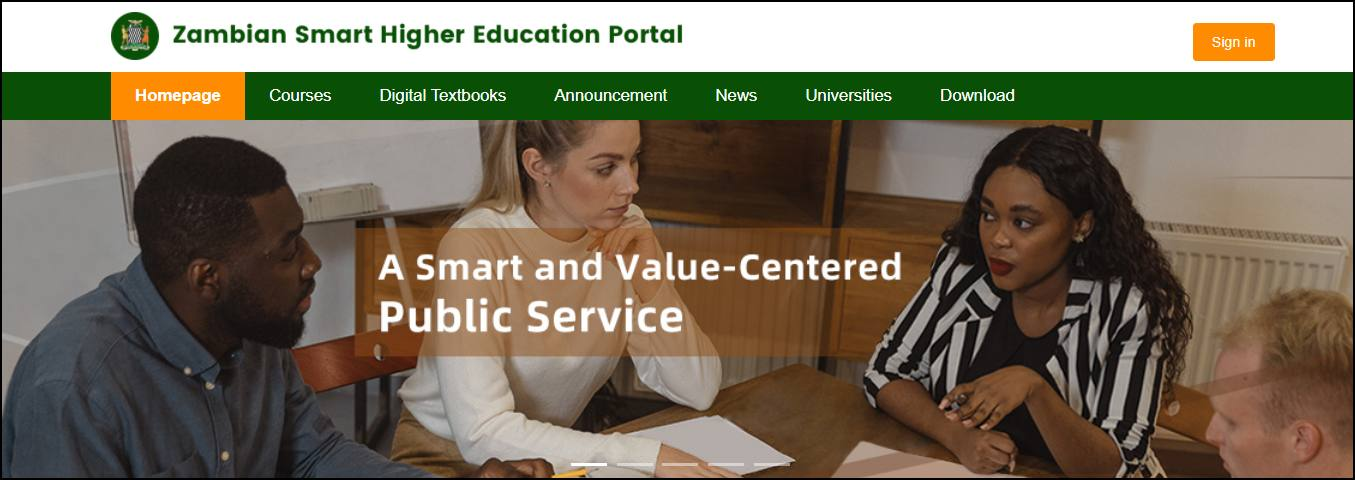 Zambian Smart Higher Education Portal
Sign in
Homepage Courses Digital Textbooks Announcement News Universities Download
A Smart and Value-Centered
Public Service